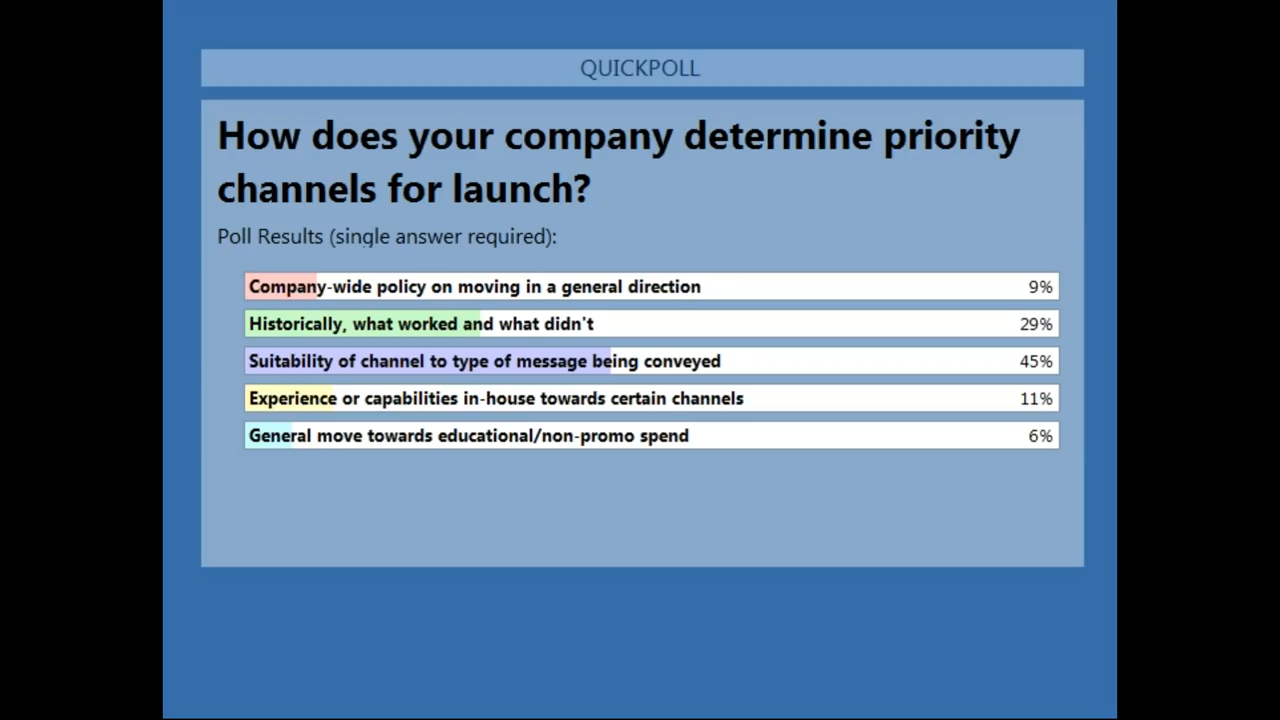 QUICKPOLL
How does your company determine priority
channels for launch?
Poll Results (single answer required):
Company-wide policy on moving in a general direction 9%
Historically, what worked and what didn't 29%
Suitability of channel to type of message being conveyed 45%
Experience or capabilities in-house towards certain channels 11%
General move towards educational/non-promo spend 6%